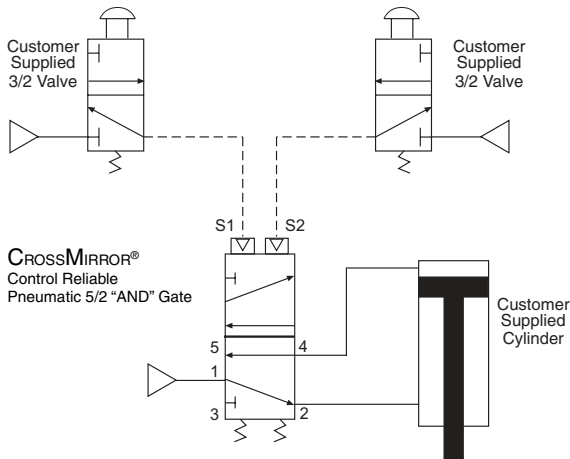 Customer
Supplied
3/2 Valve
Customer
Supplied
3/2 Valve
S1 S2
CROSSMIRROR®
Control Reliable
Pneumatic 5/2 “AND” Gate
5 4
1
3 2
Customer
Supplied
Cylinder